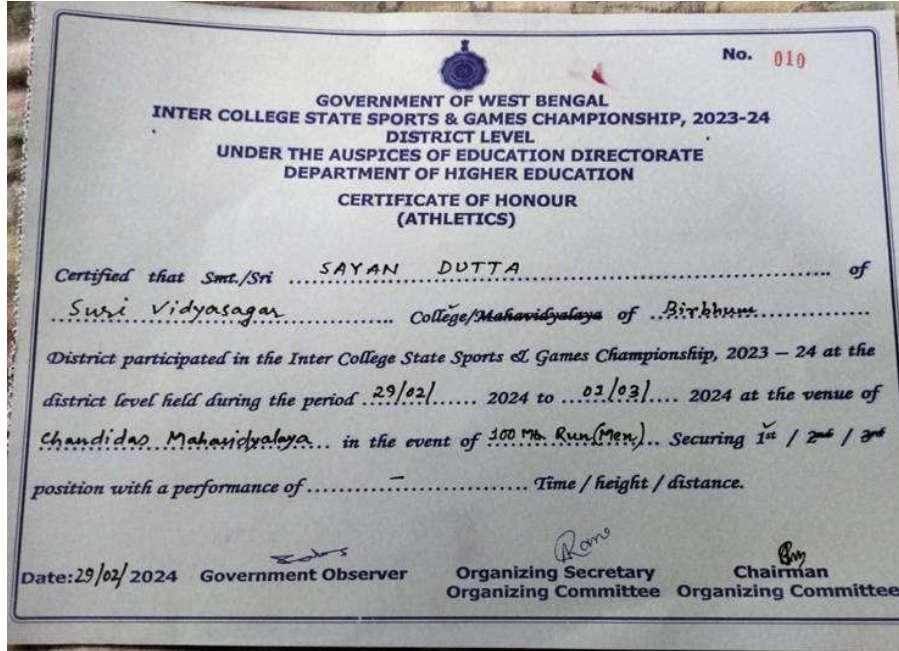 No. 010
GOVERNMENT OF WEST BENGAL
INTER COLLEGE STATE SPORTS & GAMES CHAMPIONSHIP, 2023-24
DISTRICT LEVEL
UNDER THE AUSPICES OF EDUCATION DIRECTORATE
DEPARTMENT OF HIGHER EDUCATION
CERTIFICATE OF HONOUR
(ATHLETICS)
Certified that Smt./Sri SAYAN DUTTA of
Suri Vidyasagar College/Mahavidyalaya of Birbhum
District participated in the Inter College State Sports & Games Championship, 2023 – 24 at the
district level held during the period 29/02/ 2024 to 02/03/ 2024 at the venue of
Chandidas Mahavidyalaya in the event of 100 Mt. Run(Men) Securing 1st / 2nd / 3rd
position with a performance of – Time / height / distance.
Date: 29/02/ 2024 Government Observer Organizing Secretary Chairman
Organizing Committee Organizing Committee